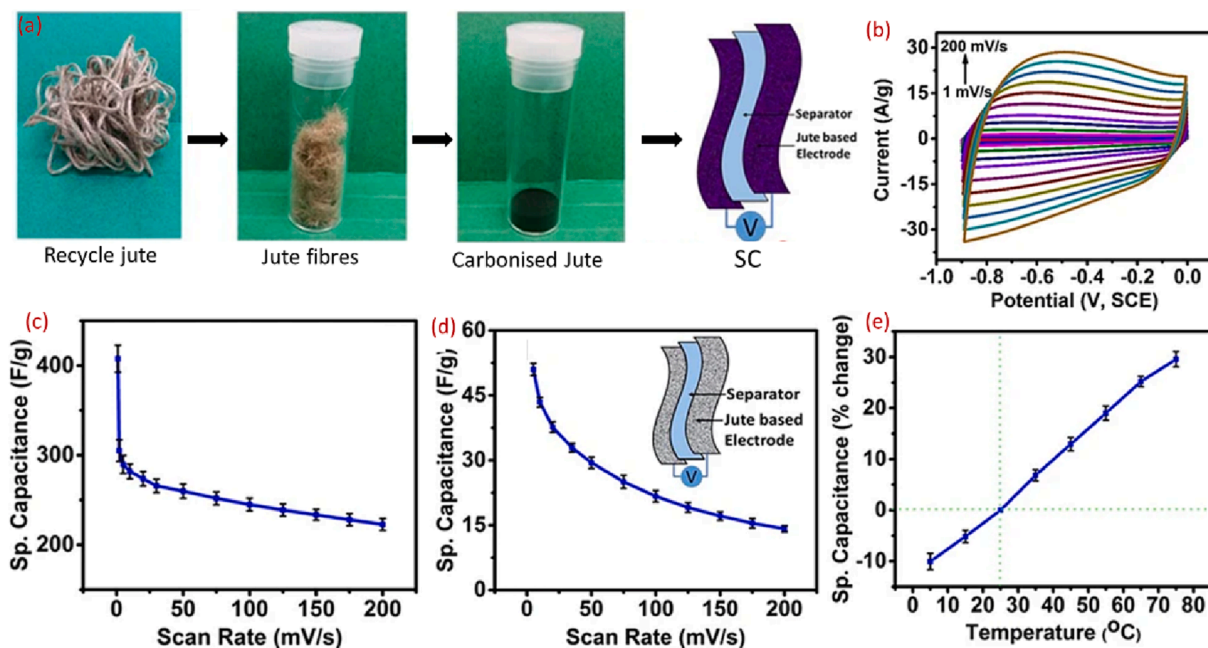 (a)
Recycle jute
Jute fibres
Carbonised Jute
Separator
Jute based
Electrode
V
SC
(b)
30
15
0
-15
-30
Current (A/g)
200 mV/s
1 mV/s
-1.0 -0.8 -0.6 -0.4 -0.2 0.0
Potential (V, SCE)
(c)
400
300
200
Sp. Capacitance (F/g)
0 50 100 150 200
Scan Rate (mV/s)
(d)
60
45
30
15
0
Sp. Capacitance (F/g)
Separator
Jute based
Electrode
V
0 50 100 150 200
Scan Rate (mV/s)
(e)
30
20
10
0
-10
Sp. Capacitance (% change)
0 10 20 30 40 50 60 70 80
Temperature (°C)